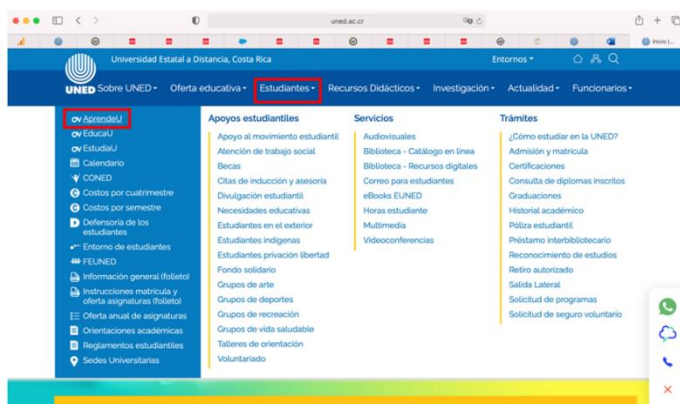 uned.ac.cr
Inicio |...
Universidad Estatal a Distancia, Costa Rica
Entornos
UNED
Sobre UNED
Oferta educativa
Estudiantes
Recursos Didácticos
Investigación
Actualidad
Funcionarios
AprendeU
EducaU
EstudiaU
Calendario
CONED
Costos por cuatrimestre
Costos por semestre
Defensoría de los
estudiantes
Entorno de estudiantes
FEUNED
Información general (folleto)
Instrucciones matrícula y
oferta asignaturas (folleto)
Oferta anual de asignaturas
Orientaciones académicas
Reglamentos estudiantiles
Sedes Universitarias
Apoyos estudiantiles
Apoyo al movimiento estudiantil
Atención de trabajo social
Becas
Citas de inducción y asesoría
Divulgación estudiantil
Necesidades educativas
Estudiantes en el exterior
Estudiantes indígenas
Estudiantes privación libertad
Fondo solidario
Grupos de arte
Grupos de deportes
Grupos de recreación
Grupos de vida saludable
Talleres de orientación
Voluntariado
Servicios
Audiovisuales
Biblioteca - Catálogo en línea
Biblioteca - Recursos digitales
Correo para estudiantes
eBooks EUNED
Horas estudiante
Multimedia
Videoconferencias
Trámites
¿Cómo estudiar en la UNED?
Admisión y matrícula
Certificaciones
Consulta de diplomas inscritos
Graduaciones
Historial académico
Póliza estudiantil
Préstamo interbibliotecario
Reconocimiento de estudios
Retiro autorizado
Salida Lateral
Solicitud de programas
Solicitud de seguro voluntario